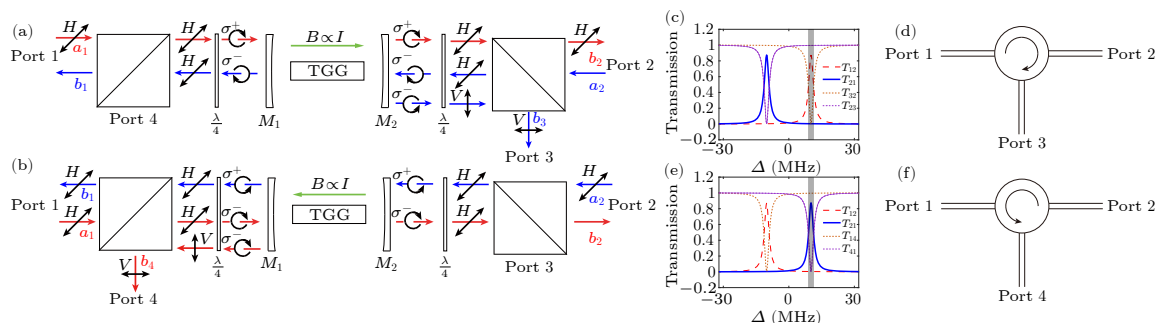 (a)
H
H
σ⁺
B∝I
σ⁺
H
H
Port 1
a₁
b₂
Port 2
H
σ⁻
TGG
σ⁻
H
b₁
a₂
σ⁻
V
Port 4
λ/4
M₁
M₂
λ/4
V
b₃
Port 3
(b)
H
H
σ⁺
B∝I
σ⁺
H
H
b₁
a₂
Port 1
H
σ⁻
TGG
σ⁻
H
Port 2
a₁
b₂
V
σ⁻
V
b₄
λ/4
M₁
M₂
λ/4
Port 3
Port 4
(c)
Transmission
1.2
1
0.8
0.6
0.4
0.2
0
−0.2
T₁₂
T₂₁
T₃₂
T₂₃
−30
0
30
Δ (MHz)
(d)
Port 1
Port 2
Port 3
(e)
Transmission
1.2
1
0.8
0.6
0.4
0.2
0
−0.2
T₁₂
T₂₁
T₁₄
T₄₁
−30
0
30
Δ (MHz)
(f)
Port 1
Port 2
Port 4